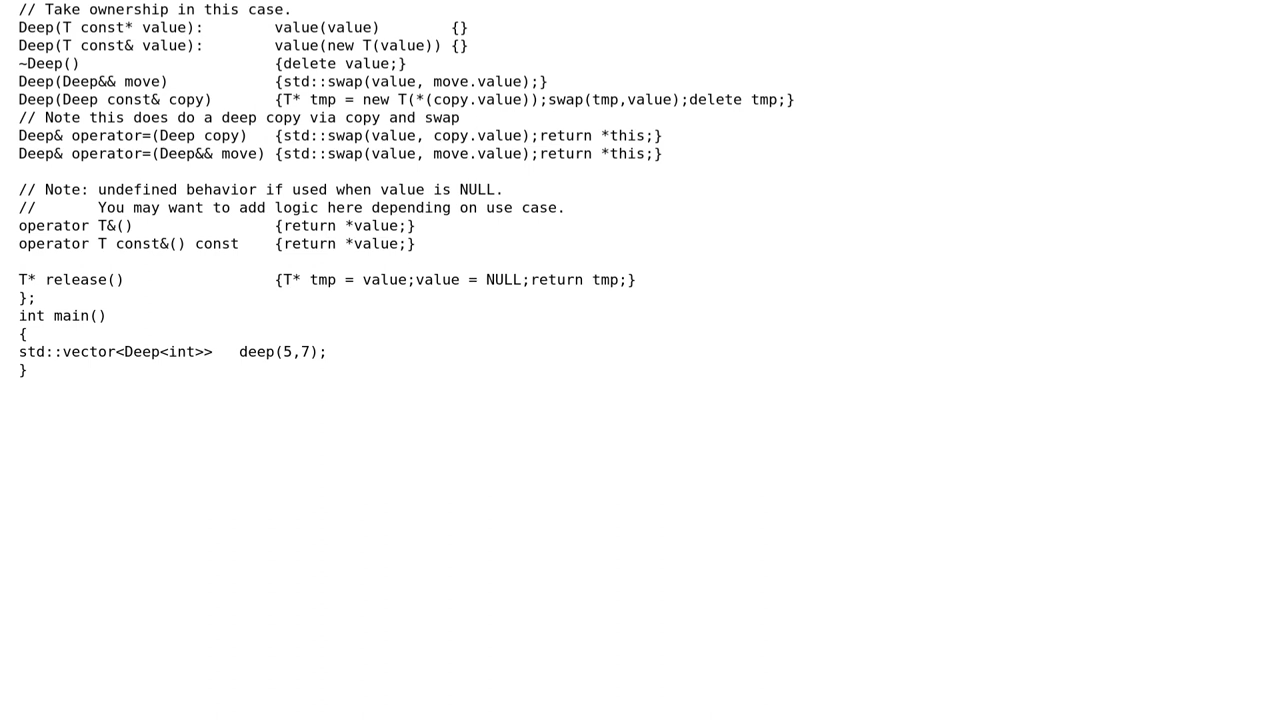 // Take ownership in this case.
Deep(T const* value):        value(value)        {}
Deep(T const& value):        value(new T(value)) {}
~Deep()                      {delete value;}
Deep(Deep&& move)            {std::swap(value, move.value);}
Deep(Deep const& copy)       {T* tmp = new T(*(copy.value));swap(tmp,value);delete tmp;}
// Note this does do a deep copy via copy and swap
Deep& operator=(Deep copy)   {std::swap(value, copy.value);return *this;}
Deep& operator=(Deep&& move) {std::swap(value, move.value);return *this;}

// Note: undefined behavior if used when value is NULL.
//       You may want to add logic here depending on use case.
operator T&()                {return *value;}
operator T const&() const    {return *value;}

T* release()                 {T* tmp = value;value = NULL;return tmp;}
};
int main()
{
std::vector<Deep<int>>   deep(5,7);
}